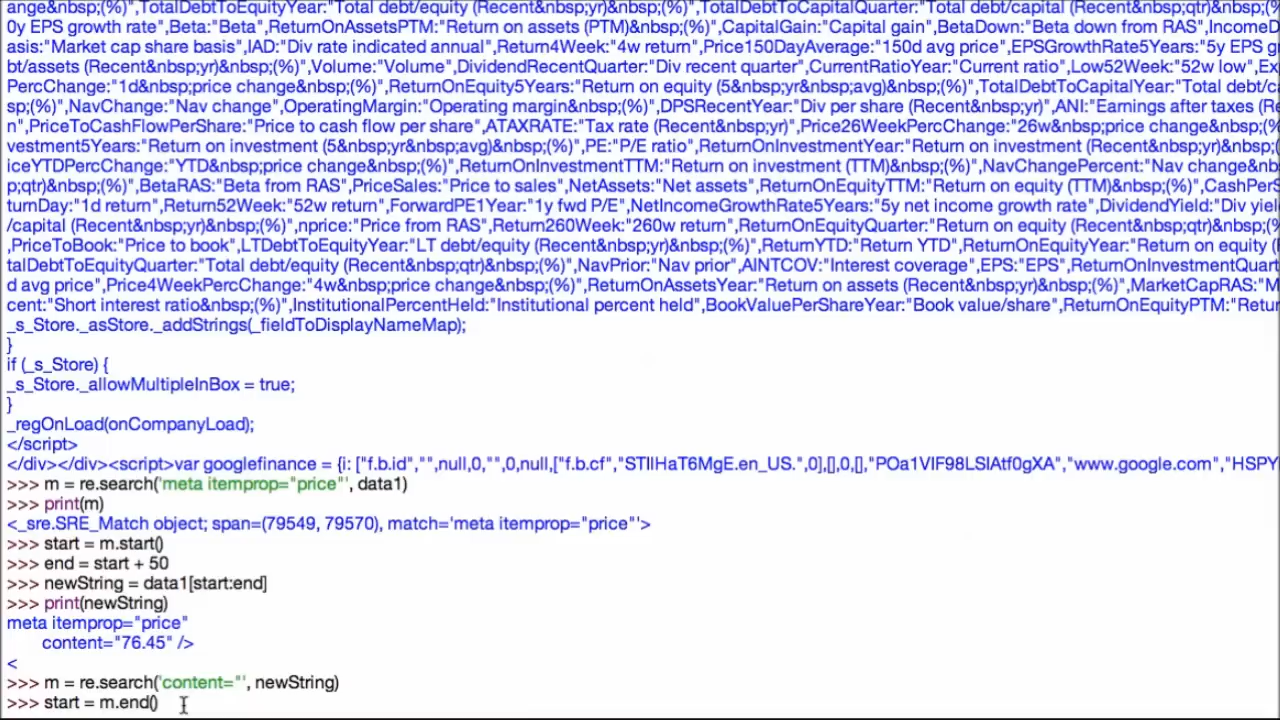 ange&nbsp;(%)",TotalDebtToEquityYear:"Total debt/equity (Recent&nbsp;yr)&nbsp;(%)",TotalDebtToCapitalQuarter:"Total debt/capital (Recent&nbsp;qtr)&nbsp;(%)
0y EPS growth rate",Beta:"Beta",ReturnOnAssetsPTM:"Return on assets (PTM)&nbsp;(%)",CapitalGain:"Capital gain",BetaDown:"Beta down from RAS",IncomeD
asis:"Market cap share basis",IAD:"Div rate indicated annual",Return4Week:"4w return",Price150DayAverage:"150d avg price",EPSGrowthRate5Years:"5y EPS g
bt/assets (Recent&nbsp;yr)&nbsp;(%)",Volume:"Volume",DividendRecentQuarter:"Div recent quarter",CurrentRatioYear:"Current ratio",Low52Week:"52w low",Ex
PercChange:"1d&nbsp;price change&nbsp;(%)",ReturnOnEquity5Years:"Return on equity (5&nbsp;yr&nbsp;avg)&nbsp;(%)",TotalDebtToCapitalYear:"Total debt/c
sp;(%)",NavChange:"Nav change",OperatingMargin:"Operating margin&nbsp;(%)",DPSRecentYear:"Div per share (Recent&nbsp;yr)",ANI:"Earnings after taxes (Re
n",PriceToCashFlowPerShare:"Price to cash flow per share",ATAXRATE:"Tax rate (Recent&nbsp;yr)",Price26WeekPercChange:"26w&nbsp;price change&nbsp;(%
vestment5Years:"Return on investment (5&nbsp;yr&nbsp;avg)&nbsp;(%)",PE:"P/E ratio",ReturnOnInvestmentYear:"Return on investment (Recent&nbsp;yr)&nbsp;(
iceYTDPercChange:"YTD&nbsp;price change&nbsp;(%)",ReturnOnInvestmentTTM:"Return on investment (TTM)&nbsp;(%)",NavChangePercent:"Nav change&nb
p;qtr)&nbsp;(%)",BetaRAS:"Beta from RAS",PriceSales:"Price to sales",NetAssets:"Net assets",ReturnOnEquityTTM:"Return on equity (TTM)&nbsp;(%)",CashPerS
turnDay:"1d return",Return52Week:"52w return",ForwardPE1Year:"1y fwd P/E",NetIncomeGrowthRate5Years:"5y net income growth rate",DividendYield:"Div yiel
/capital (Recent&nbsp;yr)&nbsp;(%)",nprice:"Price from RAS",Return260Week:"260w return",ReturnOnEquityQuarter:"Return on equity (Recent&nbsp;qtr)&nbsp;(%
,PriceToBook:"Price to book",LTDebtToEquityYear:"LT debt/equity (Recent&nbsp;yr)&nbsp;(%)",ReturnYTD:"Return YTD",ReturnOnEquityYear:"Return on equity (
talDebtToEquityQuarter:"Total debt/equity (Recent&nbsp;qtr)&nbsp;(%)",NavPrior:"Nav prior",AINTCOV:"Interest coverage",EPS:"EPS",ReturnOnInvestmentQuart
d avg price",Price4WeekPercChange:"4w&nbsp;price change&nbsp;(%)",ReturnOnAssetsYear:"Return on assets (Recent&nbsp;yr)&nbsp;(%)",MarketCapRAS:"M
cent:"Short interest ratio&nbsp;(%)",InstitutionalPercentHeld:"Institutional percent held",BookValuePerShareYear:"Book value/share",ReturnOnEquityPTM:"Retur
_s_Store._asStore._addStrings(_fieldToDisplayNameMap);
}
if (_s_Store) {
_s_Store._allowMultipleInBox = true;
}
_regOnLoad(onCompanyLoad);
</script>
</div></div><script>var googlefinance = {i: ["f.b.id","",null,0,"",0,null,["f.b.cf","STIlHaT6MgE.en_US.",0],[],0,[],"POa1VIF98LSIAtf0gXA","www.google.com","HSPY
>>> m = re.search('meta itemprop="price"', data1)
>>> print(m)
<_sre.SRE_Match object; span=(79549, 79570), match='meta itemprop="price"'>
>>> start = m.start()
>>> end = start + 50
>>> newString = data1[start:end]
>>> print(newString)
meta itemprop="price"
content="76.45" />
<
>>> m = re.search('content="', newString)
>>> start = m.end()